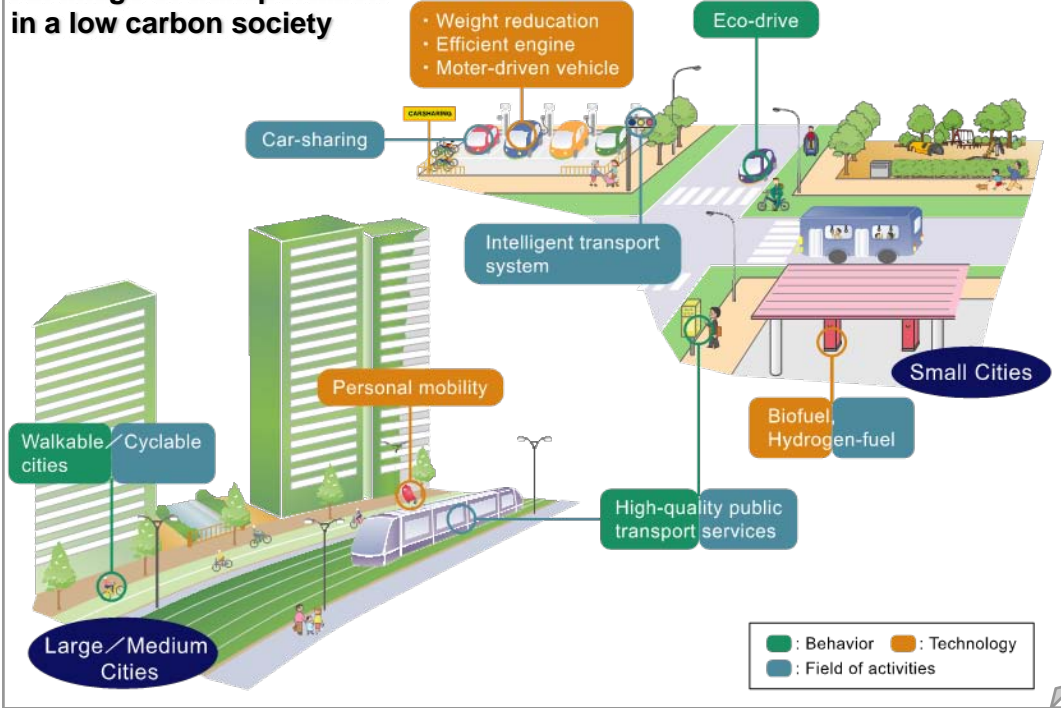 in a low carbon society
・Weight reducation
・Efficient engine
・Moter-driven vehicle
Eco-drive
CARSHARING
Car-sharing
Intelligent transport
system
Small Cities
Personal mobility
Biofuel,
Hydrogen-fuel
Walkable／Cyclable
cities
High-quality public
transport services
Large／Medium
Cities
: Behavior : Technology
: Field of activities